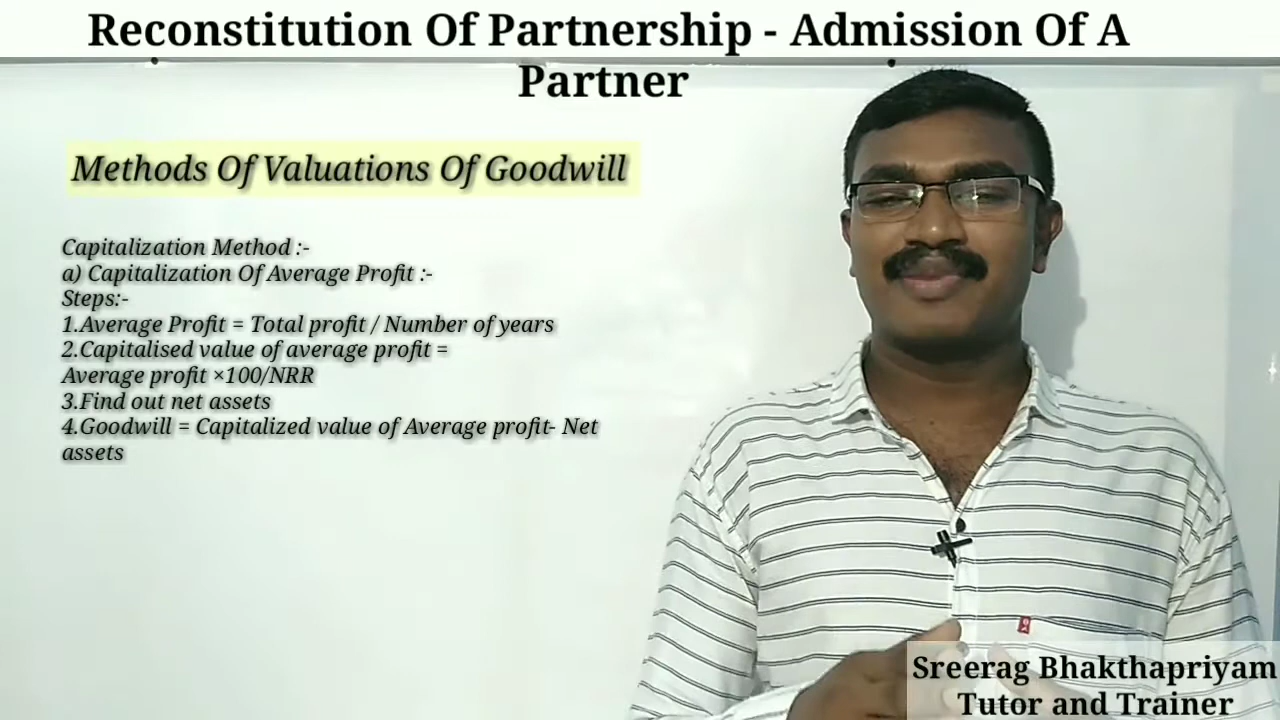 Reconstitution Of Partnership - Admission Of A
Partner
Methods Of Valuations Of Goodwill
Capitalization Method :-
a) Capitalization Of Average Profit :-
Steps:-
1.Average Profit = Total profit / Number of years
2.Capitalised value of average profit =
Average profit ×100/NRR
3.Find out net assets
4.Goodwill = Capitalized value of Average profit- Net
assets
Sreerag Bhakthapriyam
Tutor and Trainer